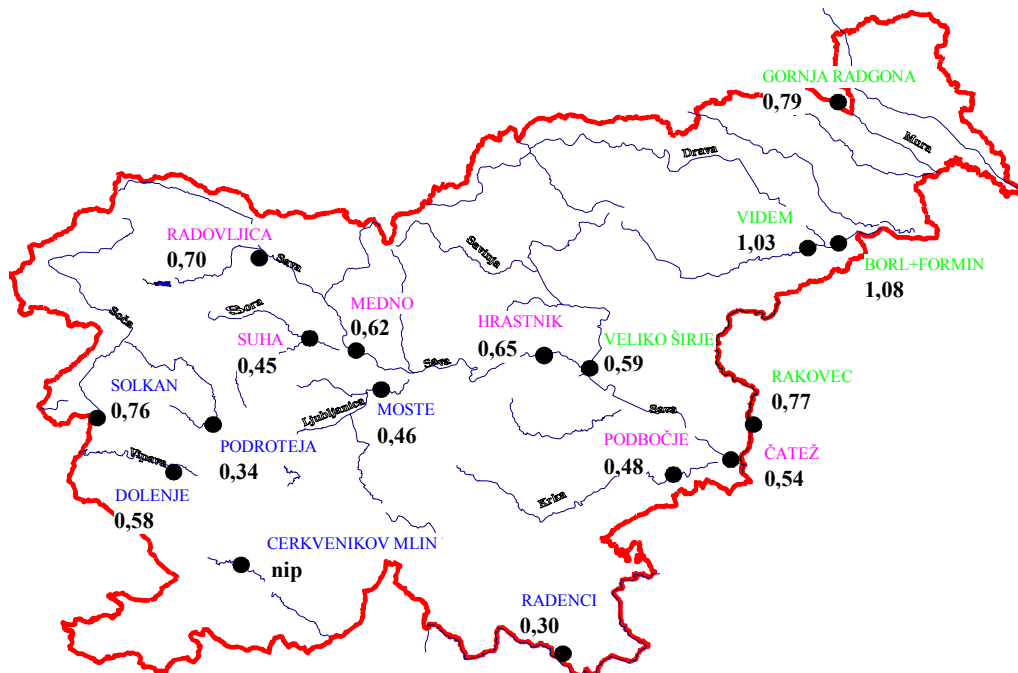 GORNJA RADGONA
0,79
Mura
Drava
VIDEM
1,03
BORL+FORMIN
1,08
RADOVLJICA
0,70
Sava
Savinja
MEDNO
0,62
SSora
SUHA
0,45
Soča
HRASTNIK
0,65
VELIKO ŠIRJE
0,59
Sava
SOLKAN
0,76
Ljubljanica
MOSTE
0,46
RAKOVEC
0,77
Sava
PODROTEJA
0,34
PODBOČJE
0,48
ČATEŽ
0,54
Vipava
DOLENJE
0,58
Krka
CERKVENIKOV MLIN
nip
RADENCI
0,30